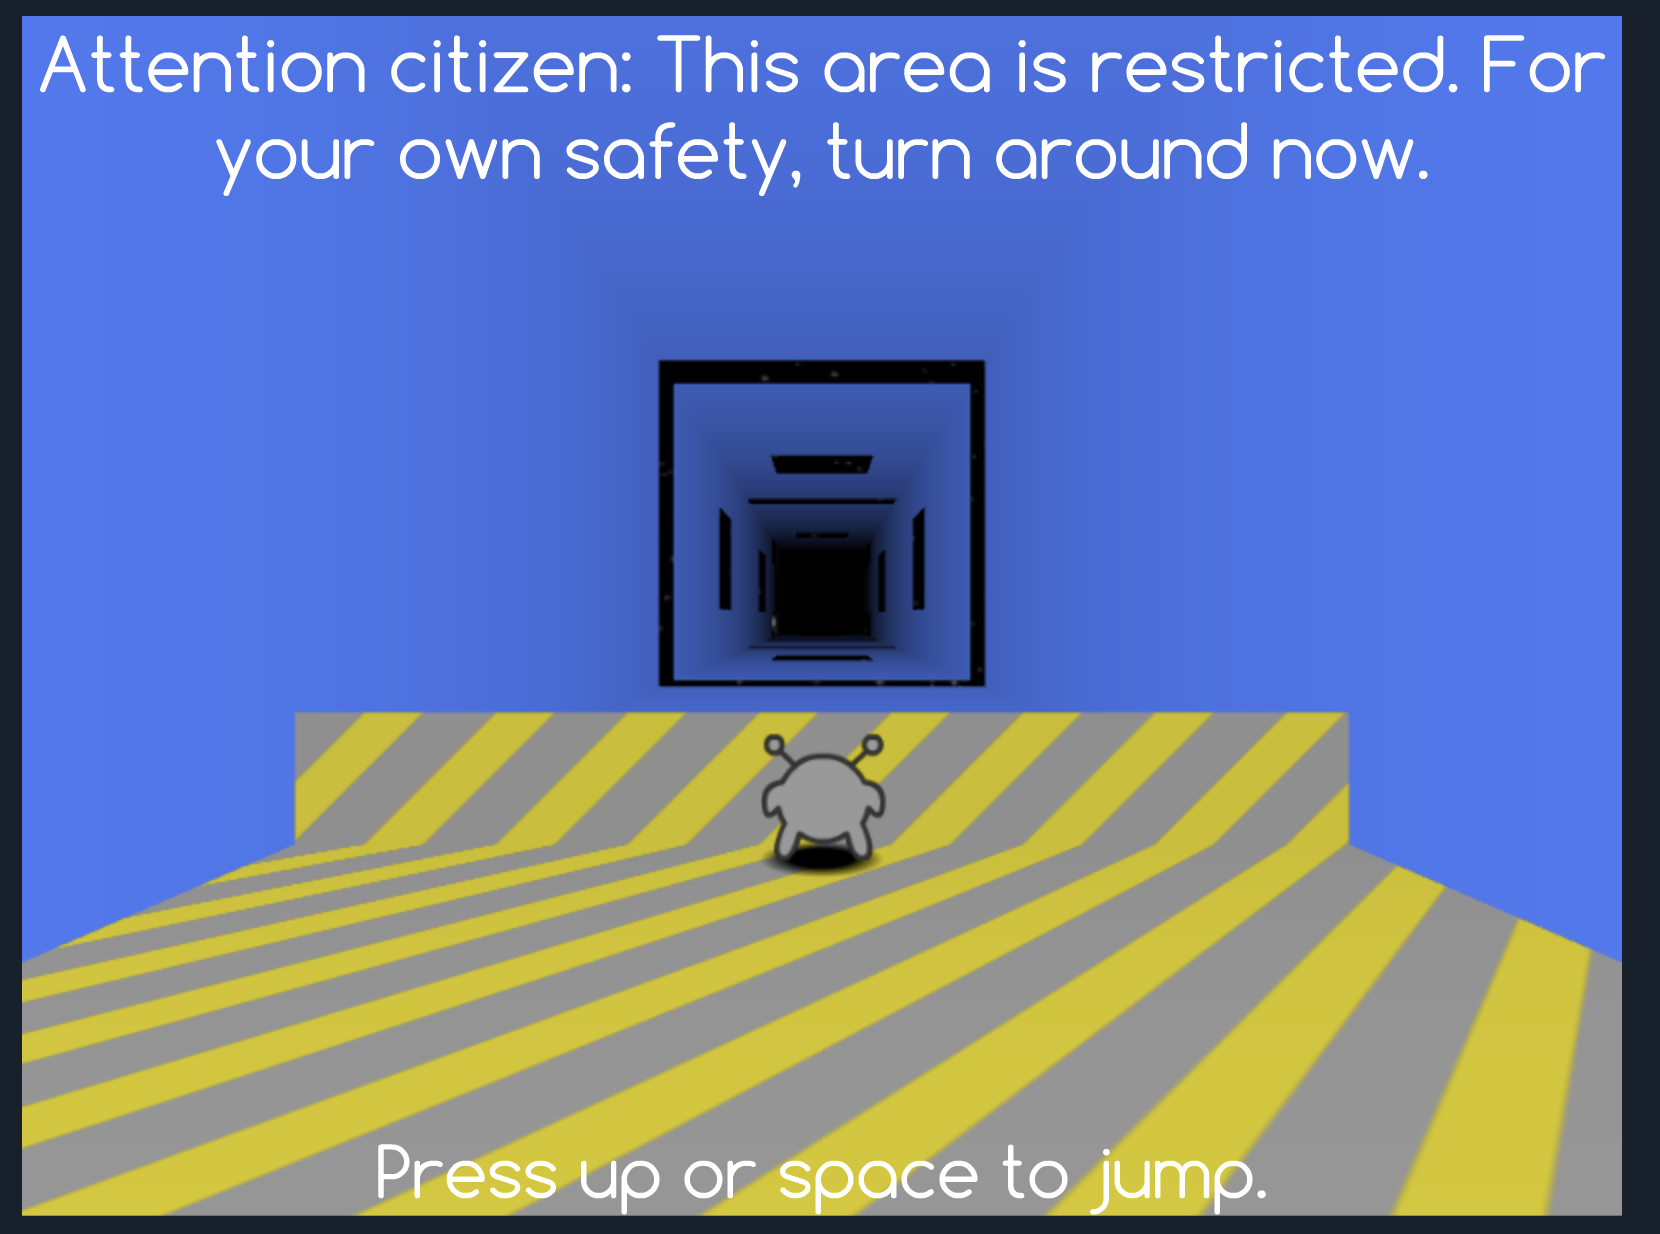 Attention citizen: This area is restricted. For
your own safety, turn around now.
Press up or space to jump.